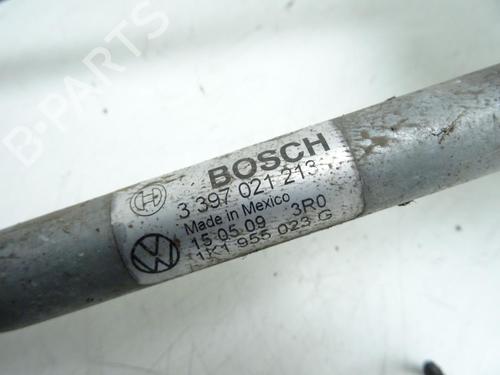 B-PARTS
BOSCH
3 397 021 213
Made in Mexico
15.05.09 3R0
1K1 955 023 G